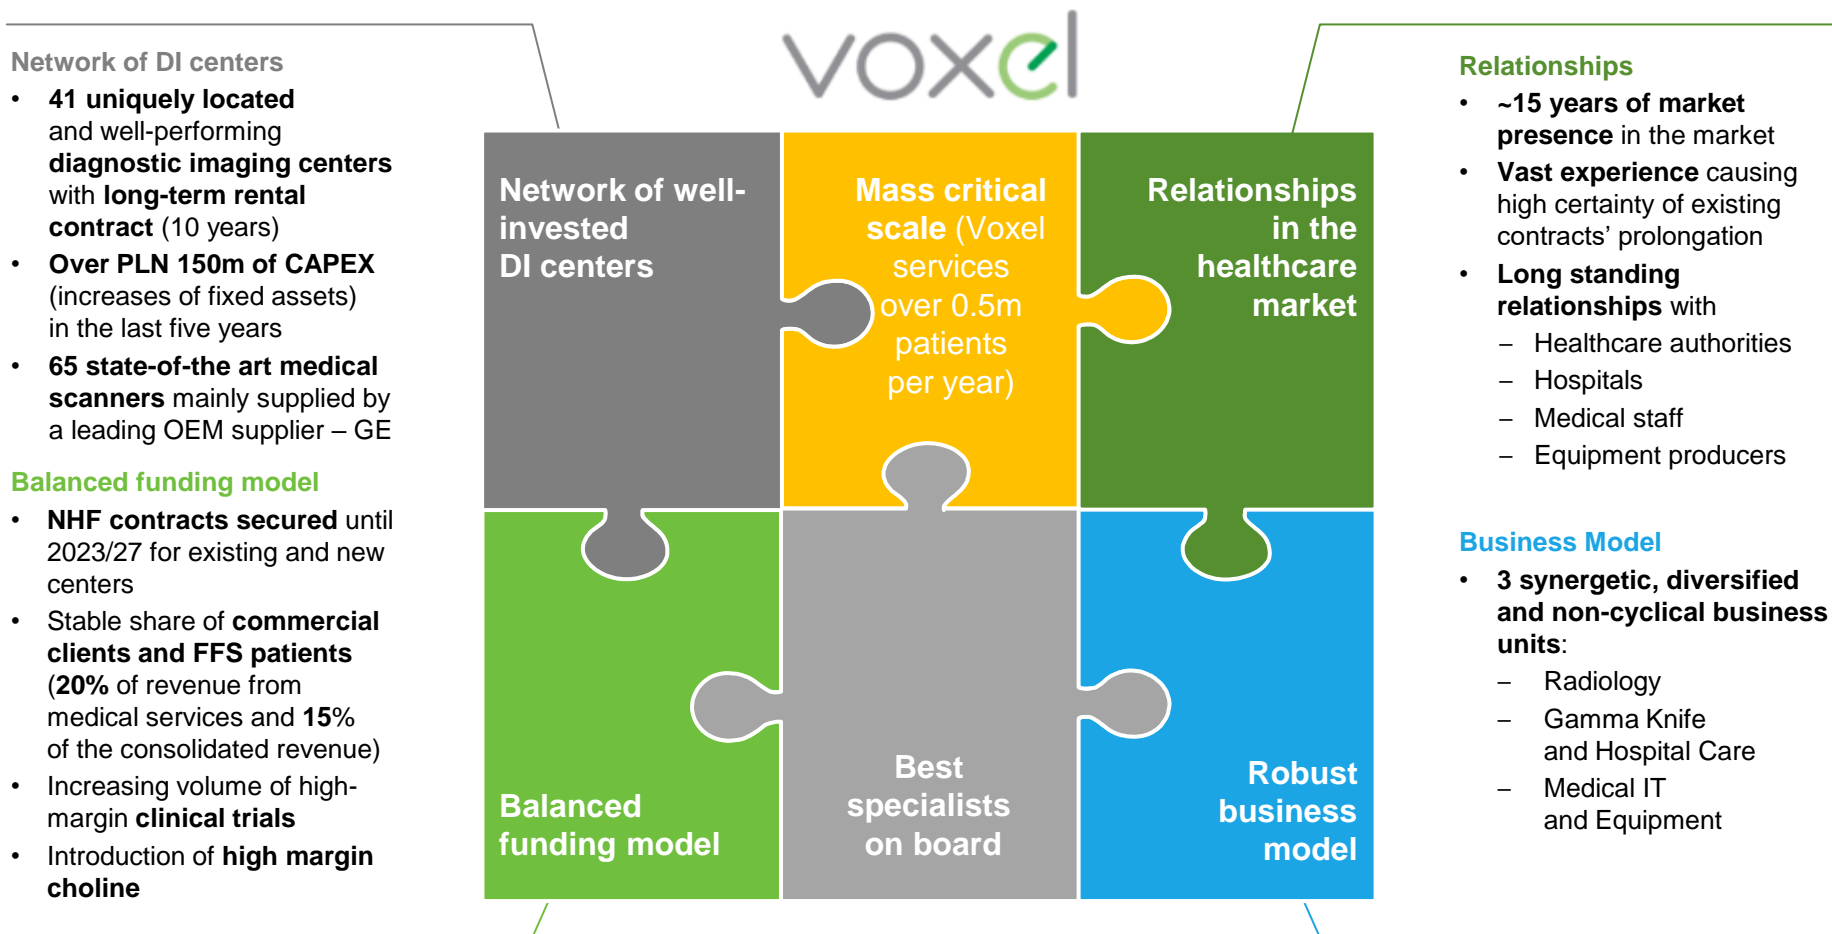 voxel
Network of DI centers
• 41 uniquely located
and well-performing
diagnostic imaging centers
with long-term rental
contract (10 years)
• Over PLN 150m of CAPEX
(increases of fixed assets)
in the last five years
• 65 state-of-the art medical
scanners mainly supplied by
a leading OEM supplier – GE
Balanced funding model
• NHF contracts secured until
2023/27 for existing and new
centers
• Stable share of commercial
clients and FFS patients
(20% of revenue from
medical services and 15%
of the consolidated revenue)
• Increasing volume of high-
margin clinical trials
• Introduction of high margin
choline
Network of well-
invested
DI centers
Mass critical
scale (Voxel
services
over 0.5m
patients
per year)
Relationships
in the
healthcare
market
Balanced
funding model
Best
specialists
on board
Robust
business
model
Relationships
• ~15 years of market
presence in the market
• Vast experience causing
high certainty of existing
contracts’ prolongation
• Long standing
relationships with
– Healthcare authorities
– Hospitals
– Medical staff
– Equipment producers
Business Model
• 3 synergetic, diversified
and non-cyclical business
units:
– Radiology
– Gamma Knife
and Hospital Care
– Medical IT
and Equipment